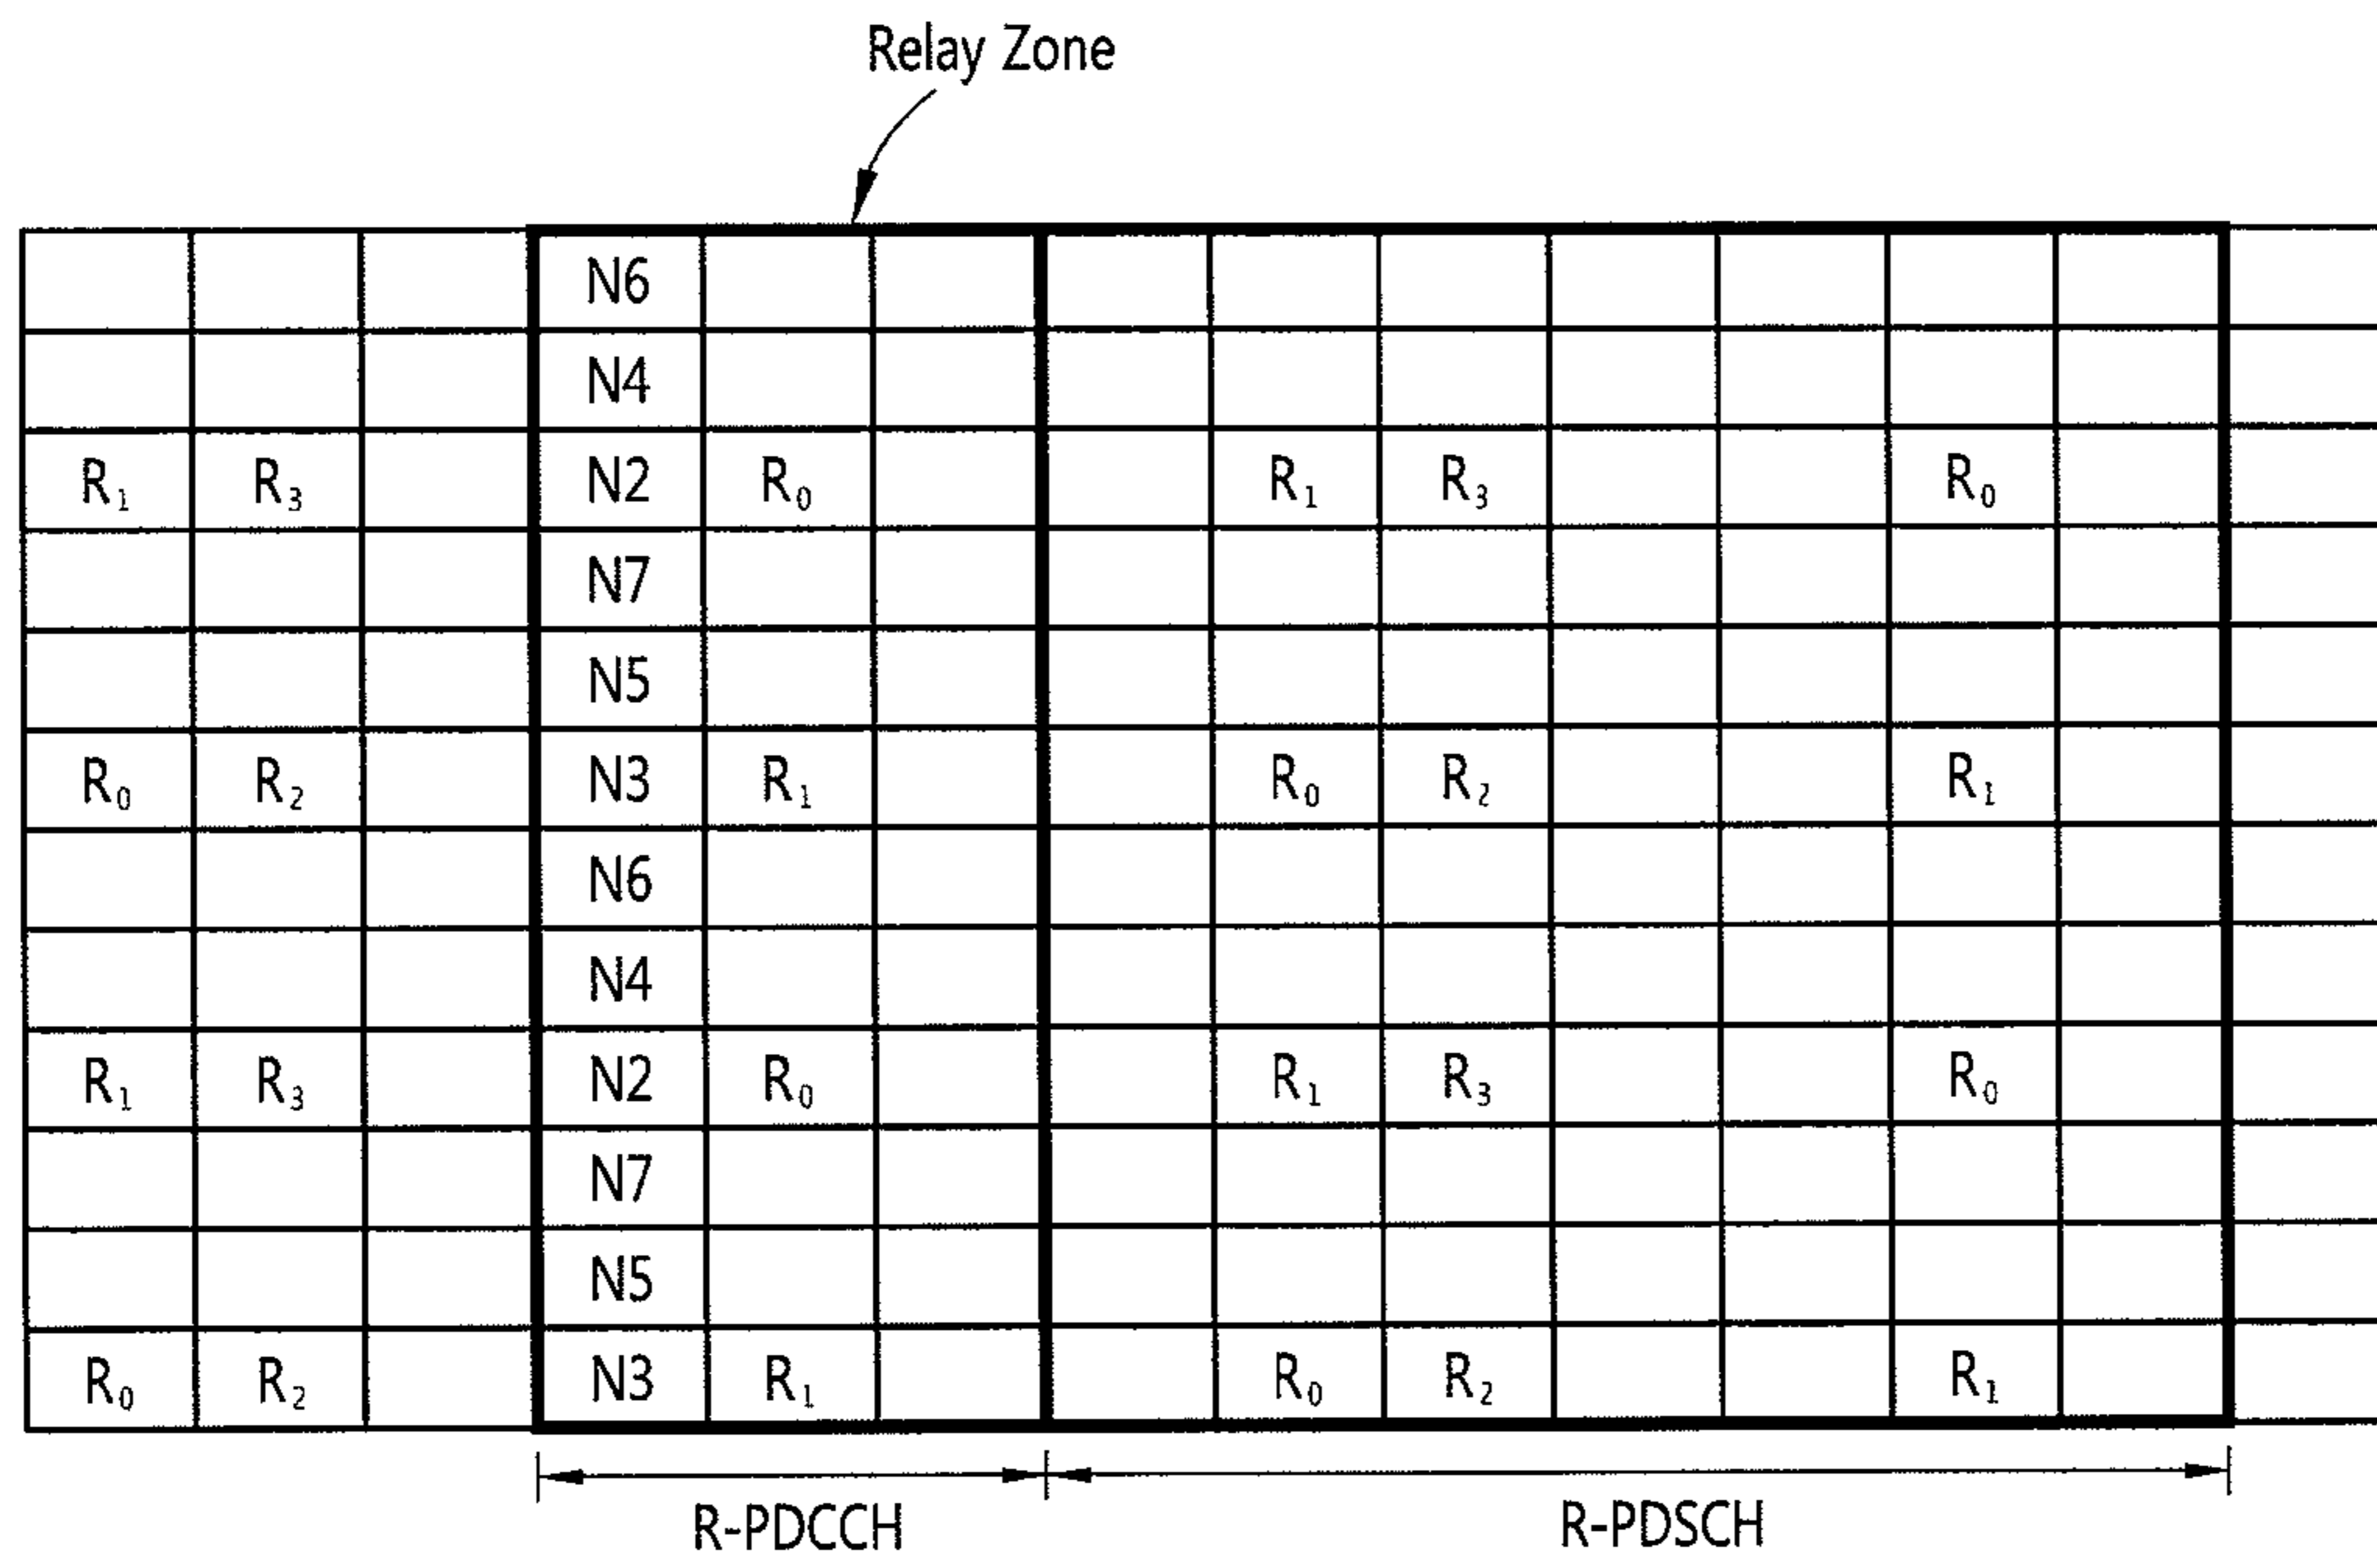 Relay Zone
N6
N4
R₁ R₃ N2 R₀ R₁ R₃ R₀
N7
N5
R₀ R₂ N3 R₁ R₀ R₂ R₁
N6
N4
R₁ R₃ N2 R₀ R₁ R₃ R₀
N7
N5
R₀ R₂ N3 R₁ R₀ R₂ R₁
R-PDCCH R-PDSCH